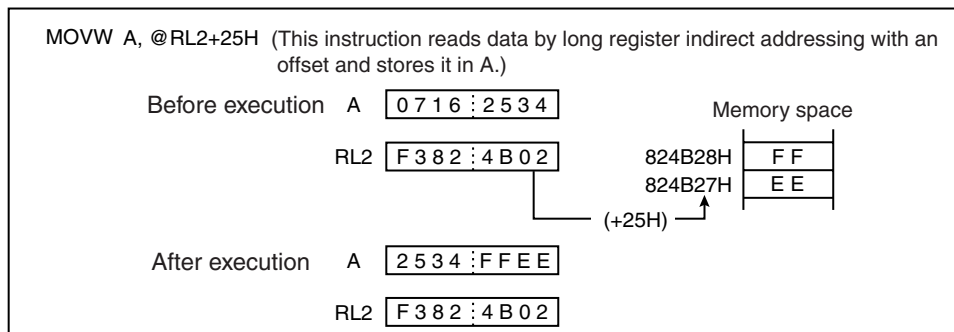 MOVW A, @RL2+25H (This instruction reads data by long register indirect addressing with an
offset and stores it in A.)
Before execution A 0716 2534
Memory space
RL2 F382 4B02
824B28H FF
824B27H EE
(+25H)
After execution A 2534 FFEE
RL2 F382 4B02